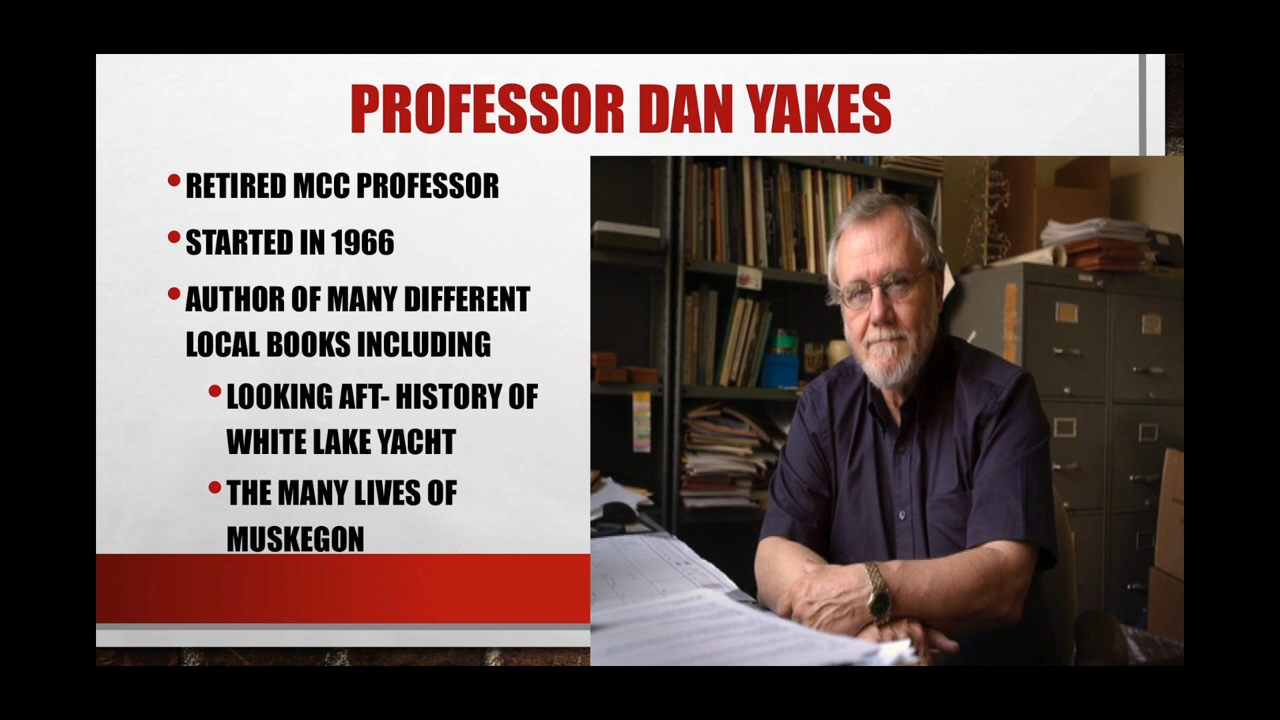 PROFESSOR DAN YAKES
•RETIRED MCC PROFESSOR
•STARTED IN 1966
•AUTHOR OF MANY DIFFERENT
LOCAL BOOKS INCLUDING
•LOOKING AFT- HISTORY OF
WHITE LAKE YACHT
•THE MANY LIVES OF
MUSKEGON